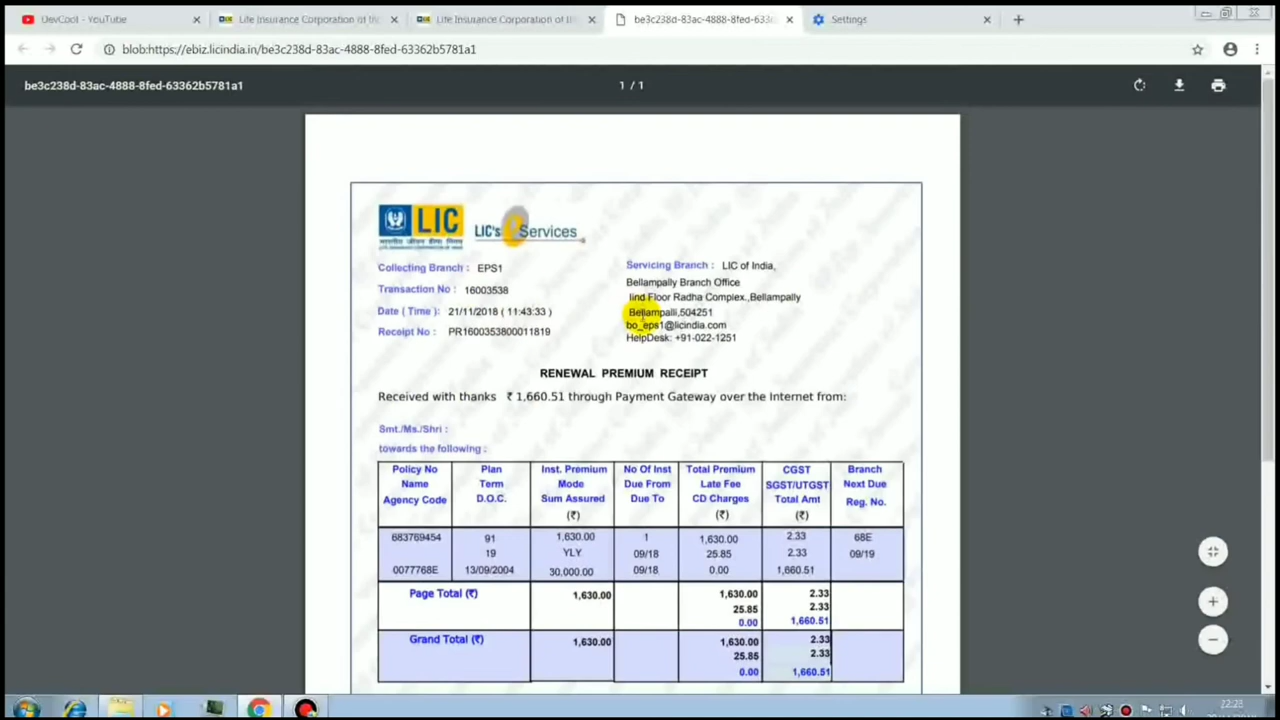 DevCool - YouTube
Life Insurance Corporation of In
Life Insurance Corporation of In
be3c238d-83ac-4888-8fed-6336
Settings
blob:https://ebiz.licindia.in/be3c238d-83ac-4888-8fed-63362b5781a1
be3c238d-83ac-4888-8fed-63362b5781a1
1 / 1
LIC
भारतीय जीवन बीमा निगम
LIC's e Services
Collecting Branch : EPS1
Transaction No : 16003538
Date ( Time ): 21/11/2018 ( 11:43:33 )
Receipt No : PR1600353800011819
Servicing Branch : LIC of India,
Bellampally Branch Office
Iind Floor Radha Complex.,Bellampally
Bellampalli,504251
bo_eps1@licindia.com
HelpDesk: +91-022-1251
RENEWAL PREMIUM RECEIPT
Received with thanks ₹ 1,660.51 through Payment Gateway over the Internet from:
Smt./Ms./Shri :
towards the following :
Policy No Plan Inst. Premium No Of Inst Total Premium CGST Branch
Name Term Mode Due From Late Fee SGST/UTGST Next Due
Agency Code D.O.C. Sum Assured Due To CD Charges Total Amt Reg. No.
(₹) (₹) (₹)
683769454 91 1,630.00 1 1,630.00 2.33 68E
19 YLY 09/18 25.85 2.33 09/19
0077768E 13/09/2004 30,000.00 09/18 0.00 1,660.51
Page Total (₹) 1,630.00 1,630.00 2.33
25.85 2.33
0.00 1,660.51
Grand Total (₹) 1,630.00 1,630.00 2.33
25.85 2.33
0.00 1,660.51
22:28